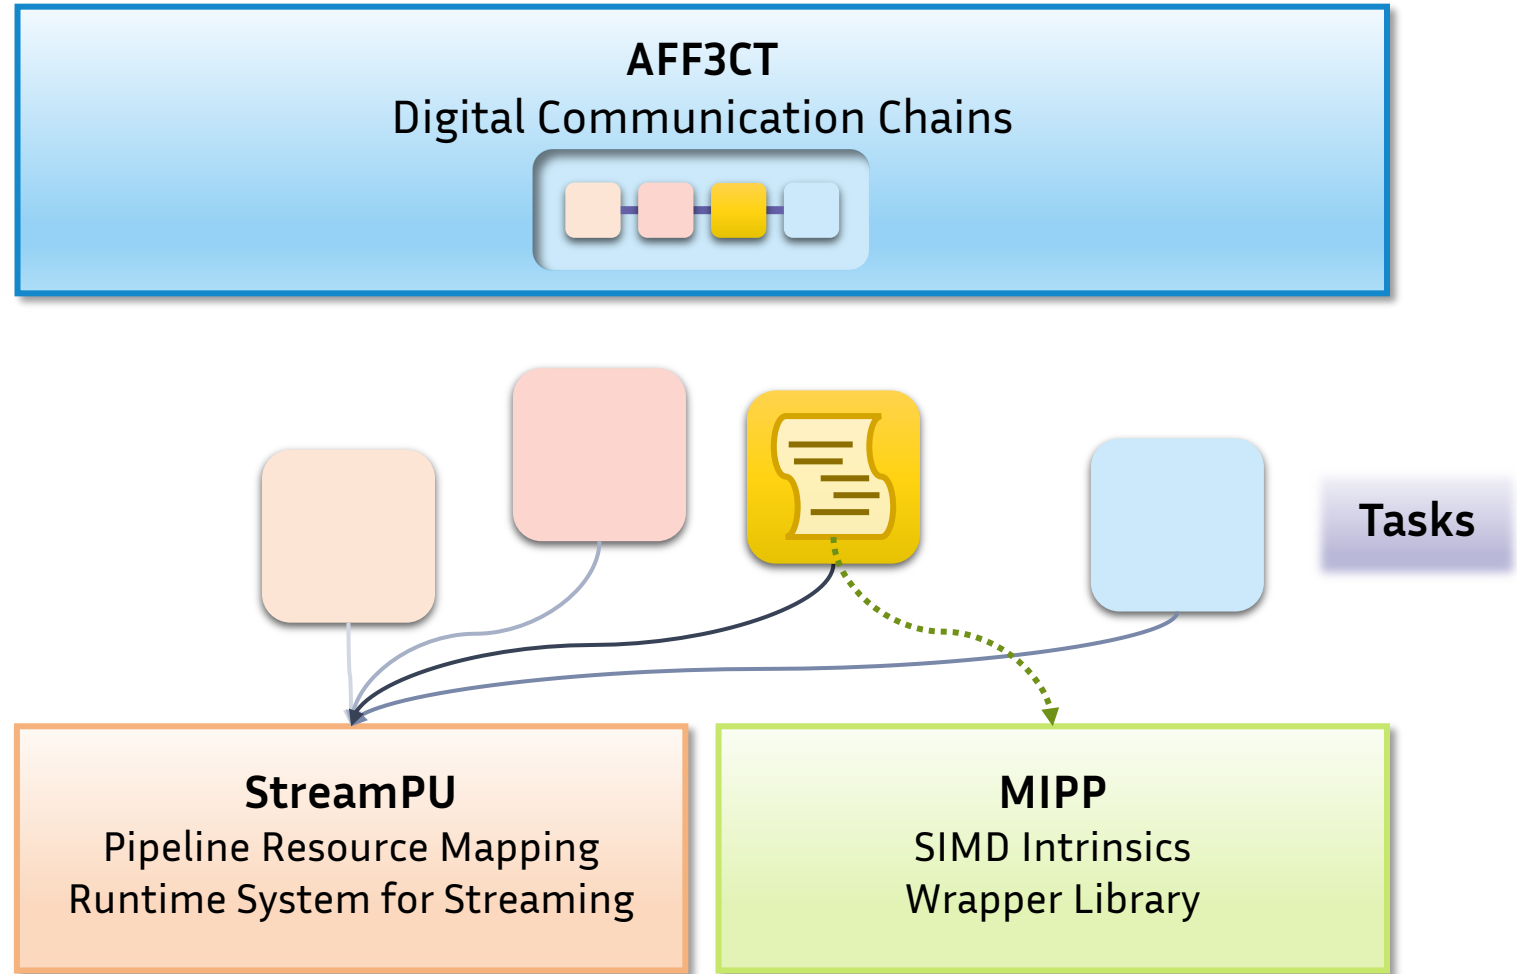 AFF3CT
Digital Communication Chains
Tasks
StreamPU
Pipeline Resource Mapping
Runtime System for Streaming
MIPP
SIMD Intrinsics
Wrapper Library